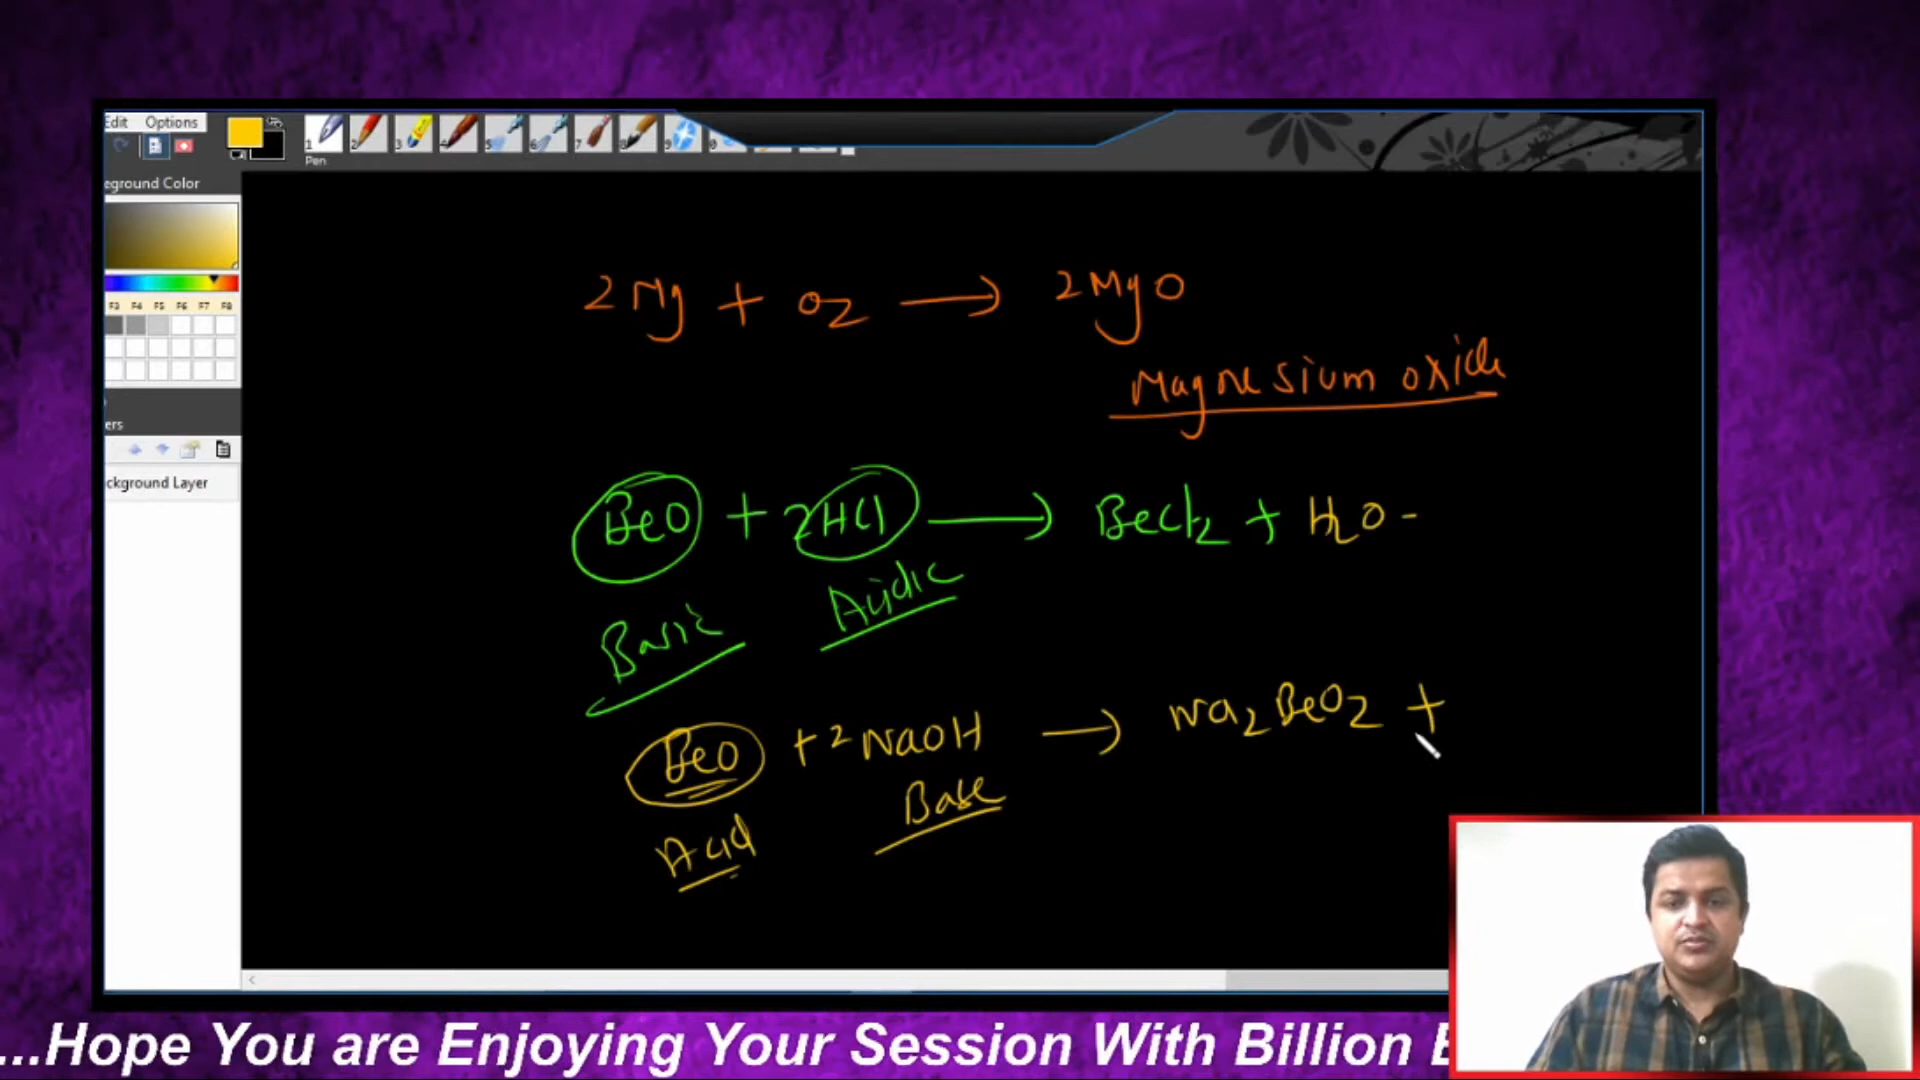 Edit Options
Pen
eground Color
F3 F4 F5 F6 F7 F8
ers
ckground Layer
2Mg + O2 → 2MgO
Magnesium oxide
BeO + 2HCl → BeCl2 + H2O -
Basic Acidic
BeO + 2NaOH → Na2BeO2 +
Acid Base
...Hope You are Enjoying Your Session With Billion